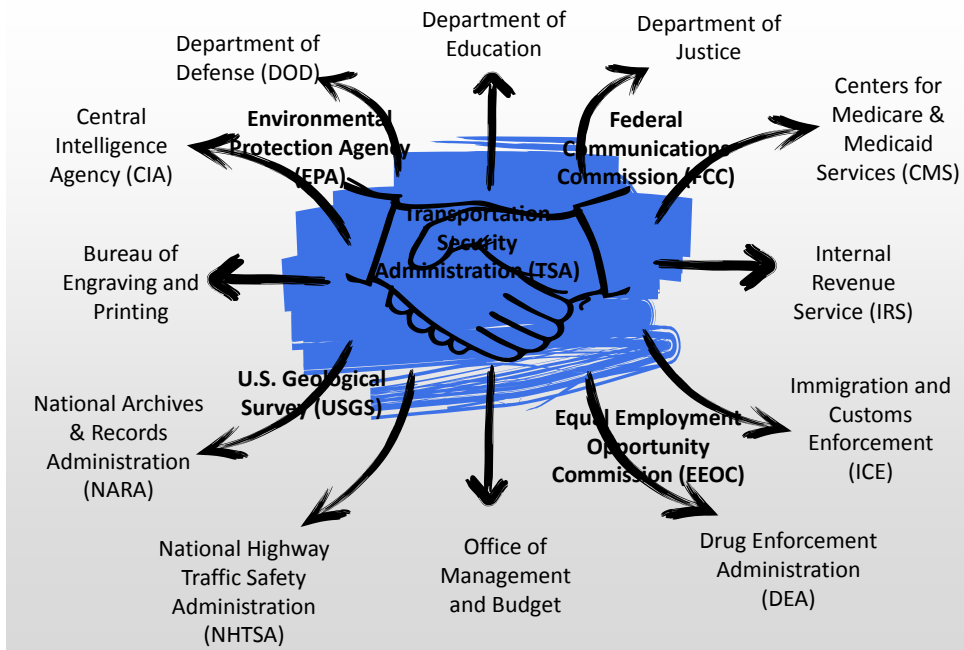 Department of
Education
Department of
Justice
Department of
Defense (DOD)
Centers for
Medicare &
Medicaid
Services (CMS)
Central
Intelligence
Agency (CIA)
Environmental
Protection Agency
(EPA)
Federal
Communications
Commission (FCC)
Transportation
Security
Administration (TSA)
Bureau of
Engraving and
Printing
Internal
Revenue
Service (IRS)
U.S. Geological
Survey (USGS)
Immigration and
Customs
Enforcement
(ICE)
National Archives
& Records
Administration
(NARA)
Equal Employment
Opportunity
Commission (EEOC)
National Highway
Traffic Safety
Administration
(NHTSA)
Office of
Management
and Budget
Drug Enforcement
Administration
(DEA)